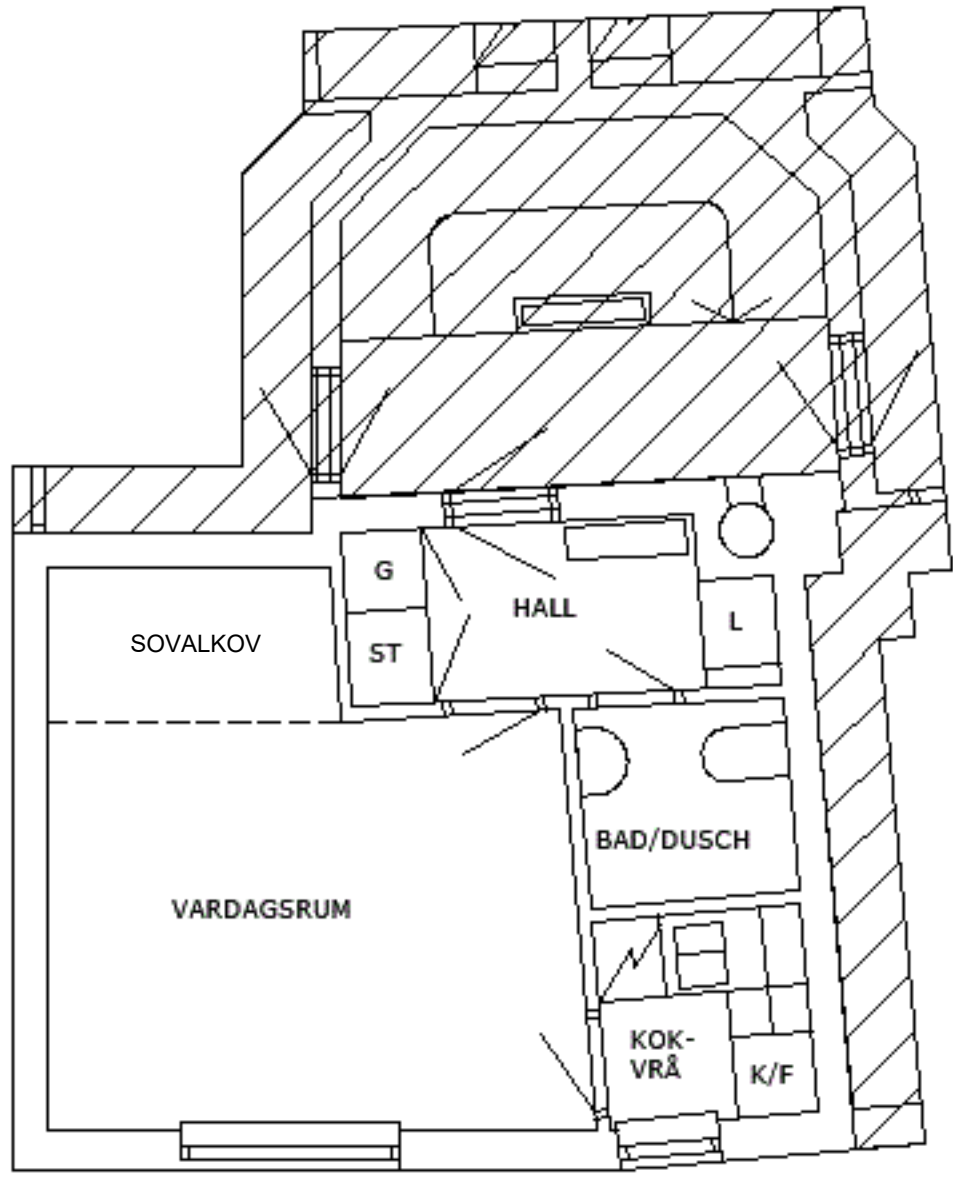 G
HALL
L
SOVALKOV
ST
BAD/DUSCH
VARDAGSRUM
KOK-
VRÅ
K/F